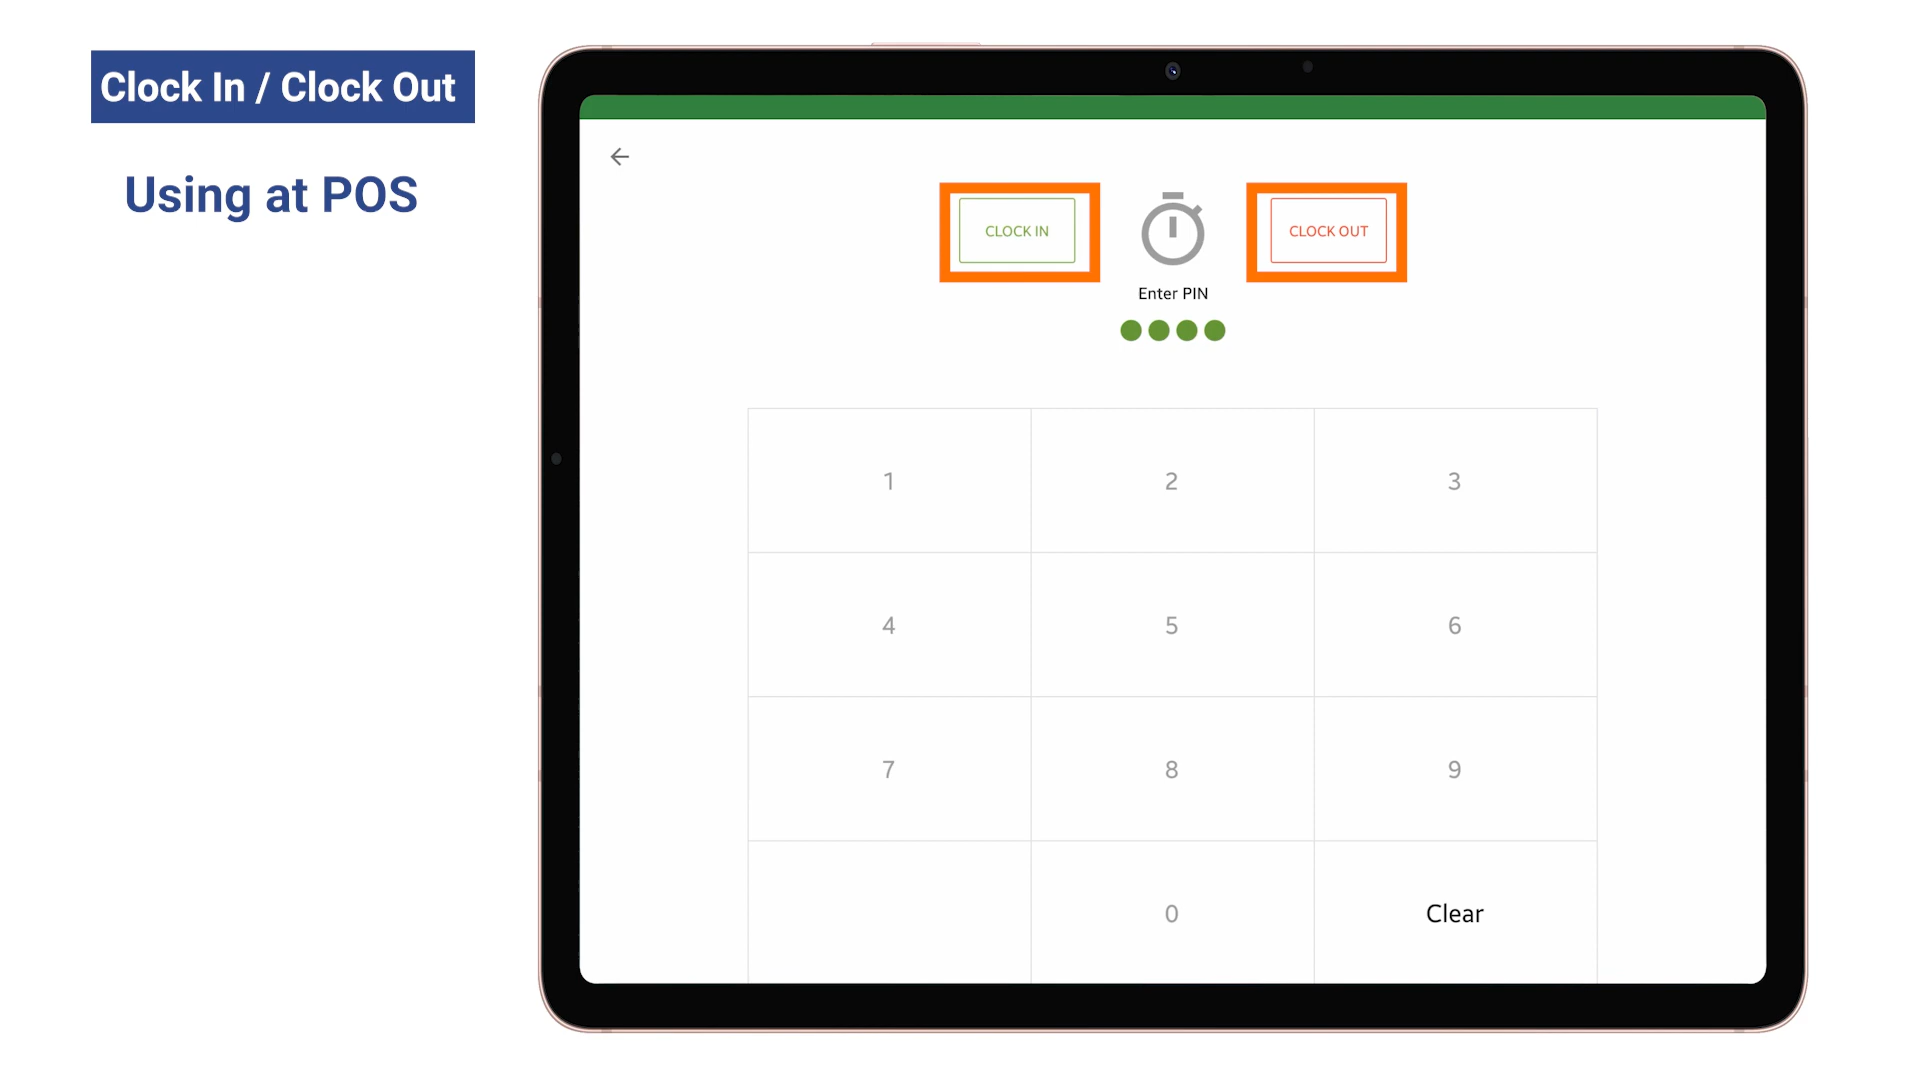 Clock In / Clock Out
Using at POS
CLOCK IN
CLOCK OUT
Enter PIN
1 2 3
4 5 6
7 8 9
0 Clear